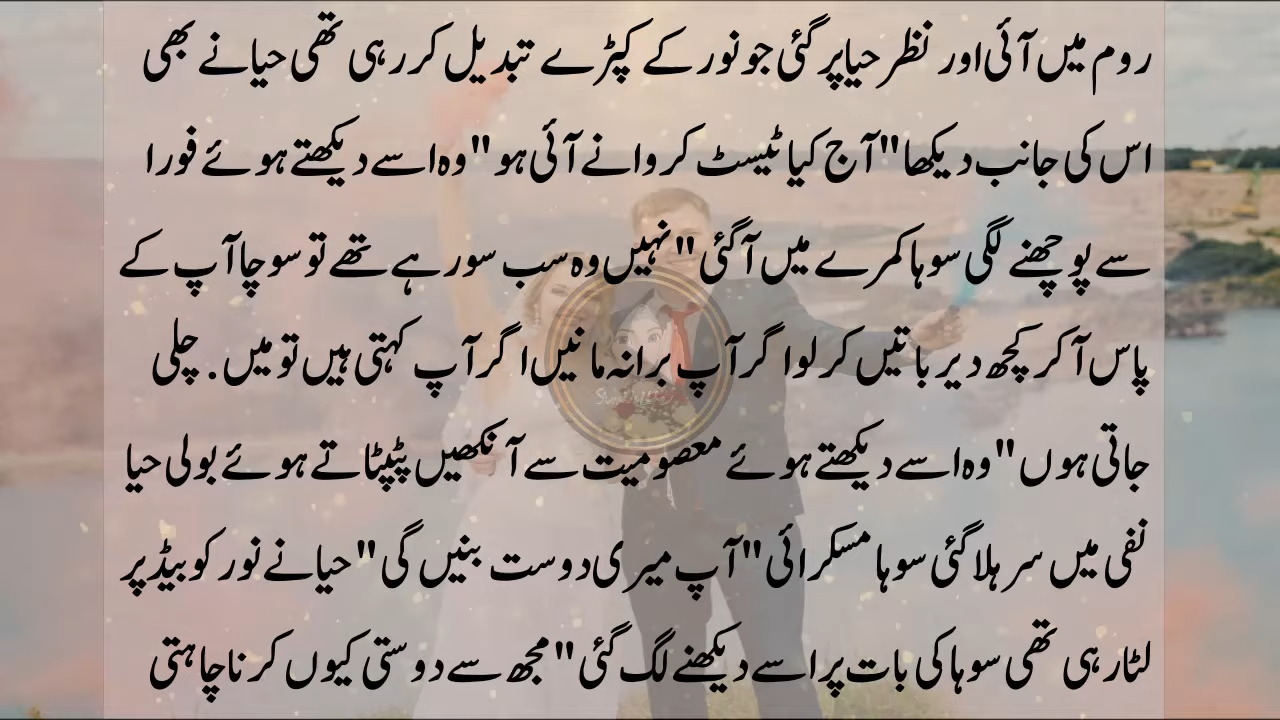 روم میں آئی اور نظر حیا پر گئی جو نور کے کپڑے تبدیل کر رہی تھی حیا نے بھی
اس کی جانب دیکھا "آج کیا ٹیسٹ کروانے آئی ہو" وہ اسے دیکھتے ہوئے فورا
سے پوچھنے لگی سوہا کمرے میں آگئی "نہیں وہ سب سو رہے تھے تو سوچا آپ کے
پاس آ کر کچھ دیر باتیں کر لو اگر آپ برا نہ مانیں اگر آپ کہتی ہیں تو میں . چلی
جاتی ہوں" وہ اسے دیکھتے ہوئے معصومیت سے آنکھیں پٹپٹاتے ہوئے بولی حیا
نفی میں سر ہلا گئی سوہا مسکرائی "آپ میری دوست بنیں گی" حیا نے نور کو بیڈ پر
لٹا رہی تھی سوہا کی بات پر اسے دیکھنے لگ گئی "مجھ سے دوستی کیوں کرنا چاہتی